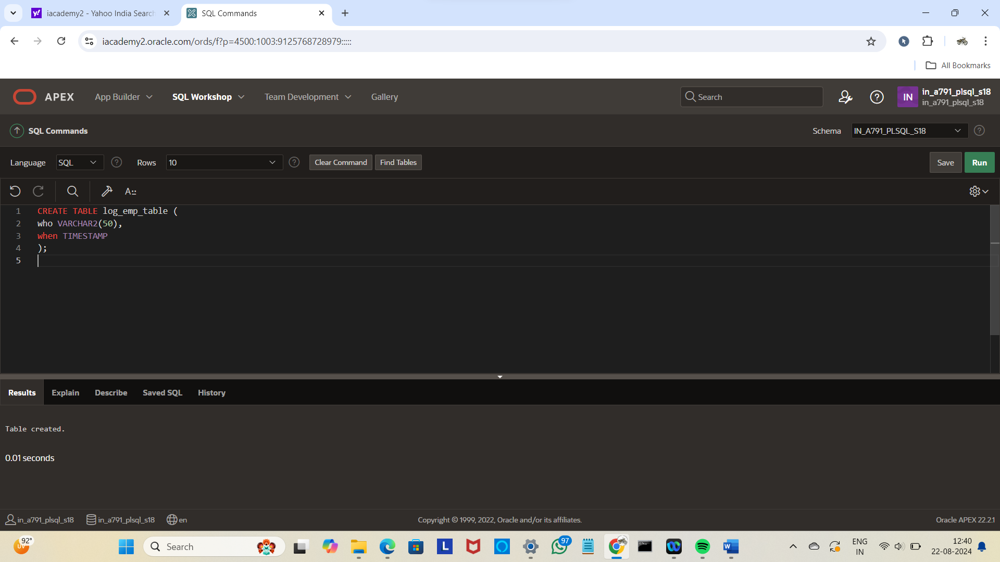 iacademy2 - Yahoo India Search
SQL Commands
iacademy2.oracle.com/ords/f?p=4500:1003:9125768728979:::::
All Bookmarks
APEX
App Builder
SQL Workshop
Team Development
Gallery
Search
IN
in_a791_plsql_s18
in_a791_plsql_s18
SQL Commands
Schema
IN_A791_PLSQL_S18
Language
SQL
Rows
10
Clear Command
Find Tables
Save
Run
A::
1 CREATE TABLE log_emp_table (
2 who VARCHAR2(50),
3 when TIMESTAMP
4 );
5
Results
Explain
Describe
Saved SQL
History
Table created.
0.01 seconds
in_a791_plsql_s18
in_a791_plsql_s18
en
Copyright © 1999, 2022, Oracle and/or its affiliates.
Oracle APEX 22.2.1
92°
UV
Search
L
97
W
ENG
IN
12:40
22-08-2024